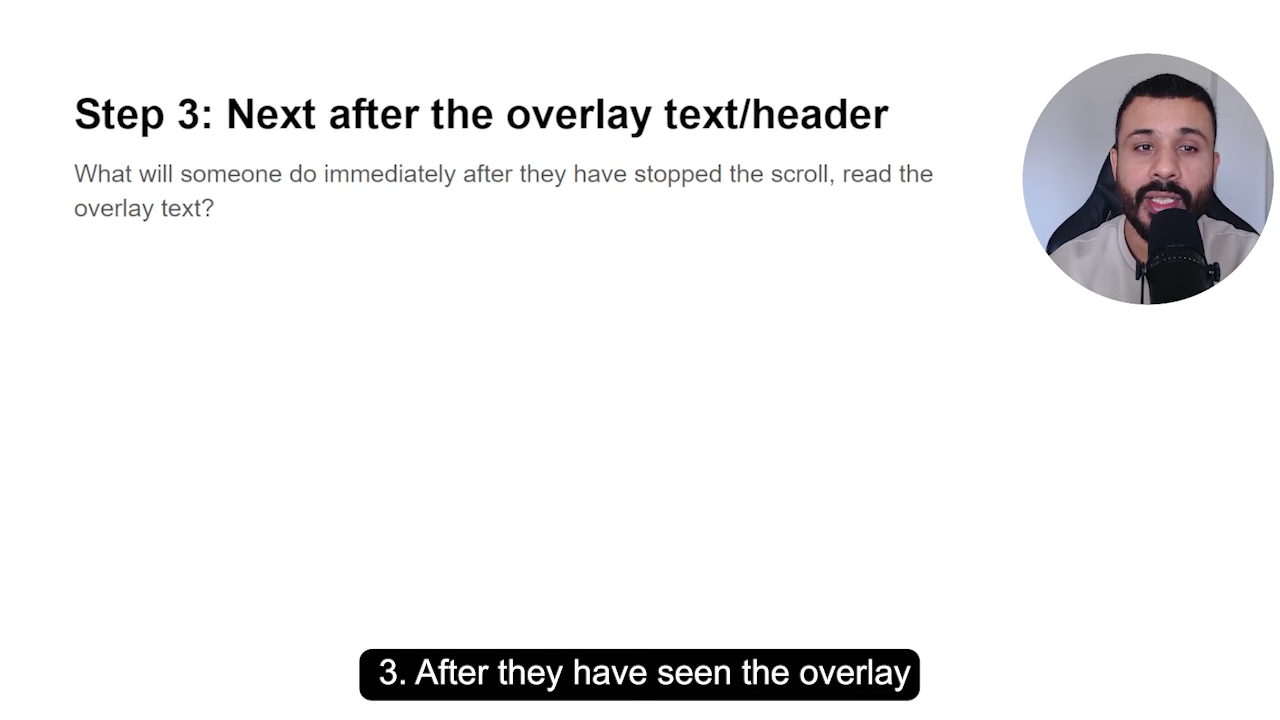 Step 3: Next after the overlay text/header
What will someone do immediately after they have stopped the scroll, read the
overlay text?
3. After they have seen the overlay